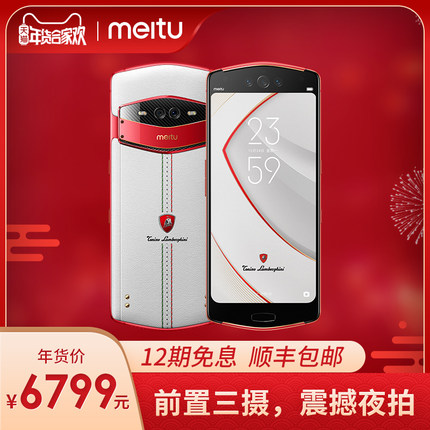 天猫 年货合家欢
meitu
meitu
Tonino Lamborghini
meitu
23
59
Tonino Lamborghini
年货价
12期免息 顺丰包邮
¥6799元
前置三摄，震撼夜拍